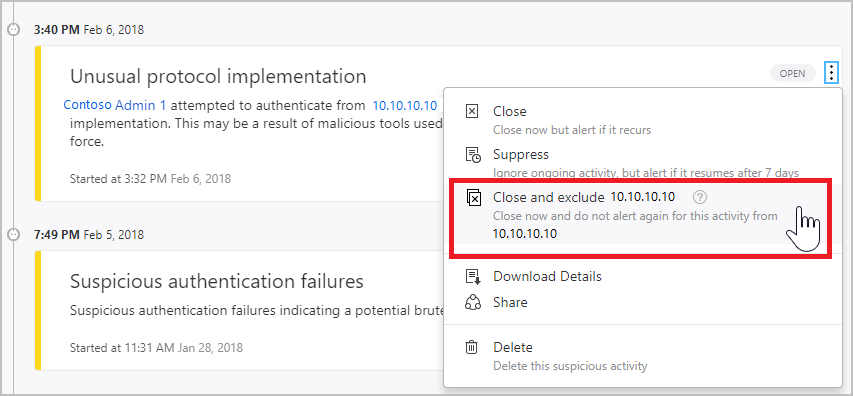 3:40 PM Feb 6, 2018
Unusual protocol implementation
OPEN
Contoso Admin 1 attempted to authenticate from 10.10.10.10
implementation. This may be a result of malicious tools used
force.
Started at 3:32 PM Feb 6, 2018
Close
Close now but alert if it recurs
Suppress
Ignore ongoing activity, but alert if it resumes after 7 days
Close and exclude 10.10.10.10 ?
Close now and do not alert again for this activity from
10.10.10.10
Download Details
Share
Delete
Delete this suspicious activity
7:49 PM Feb 5, 2018
Suspicious authentication failures
Suspicious authentication failures indicating a potential brute
Started at 11:31 AM Jan 28, 2018